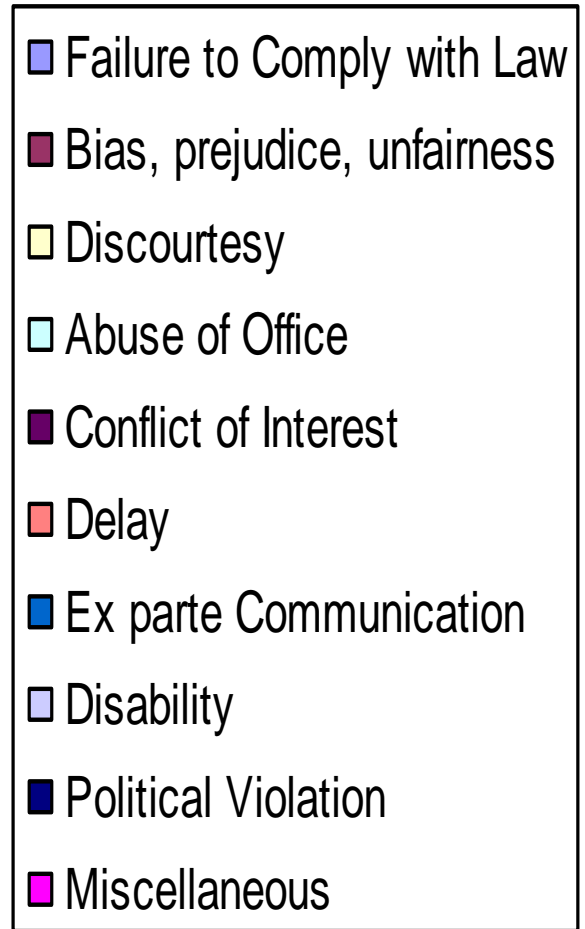 Failure to Comply with Law
Bias, prejudice, unfairness
Discourtesy
Abuse of Office
Conflict of Interest
Delay
Ex parte Communication
Disability
Political Violation
Miscellaneous